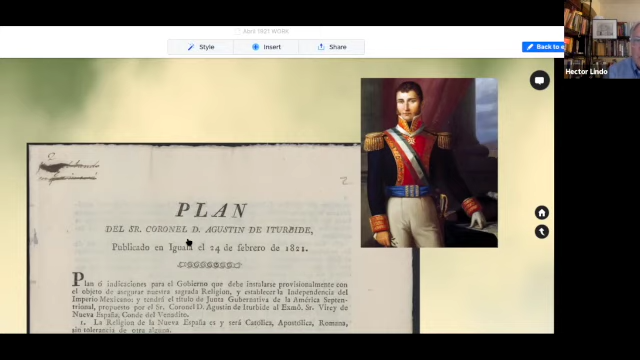 Abril 1821 WORK
Style
Insert
Share
Back to e
Hector Lindo
2
PLAN
DEL SR. CORONEL D. AGUSTIN DE ITURBIDE,
Publicado en Iguala el 24 de febrero de 1821.
Plan ó indicaciones para el Gobierno que debe instalarse provisionalmente con
el objeto de asegurar nuestra sagrada Religion, y establecer la Independencia del
Imperio Mexicano: y tendrá el título de Junta Gubernativa de la América Septen-
trional, propuesto por el Sr. Coronel D. Agustin de Iturbide al Exmô. Sr. Virey de
Nueva España, Conde del Venadito.
1. La Religion de la Nueva España es y será Católica, Apostólica, Romana,
sin tolerancia de otra alguna.